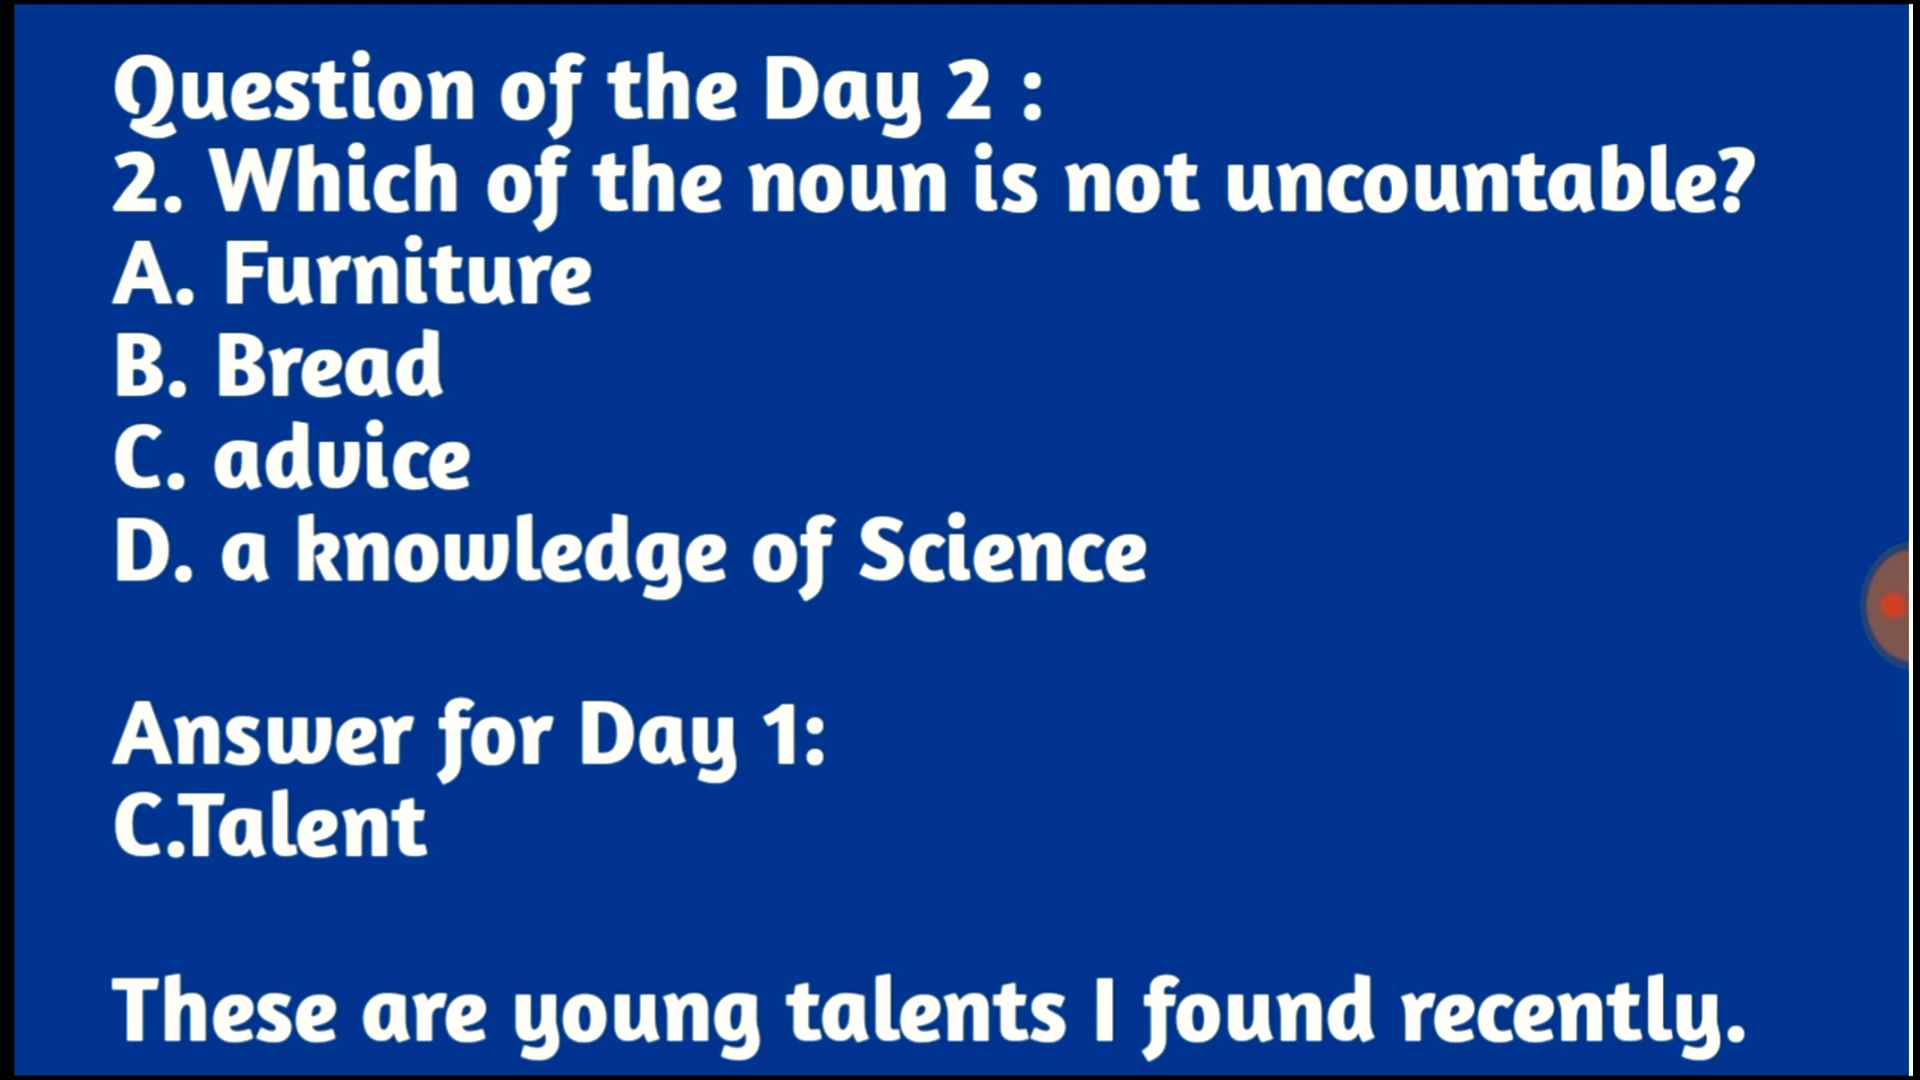 Question of the Day 2 :
2. Which of the noun is not uncountable?
A. Furniture
B. Bread
C. advice
D. a knowledge of Science
Answer for Day 1:
C.Talent
These are young talents I found recently.